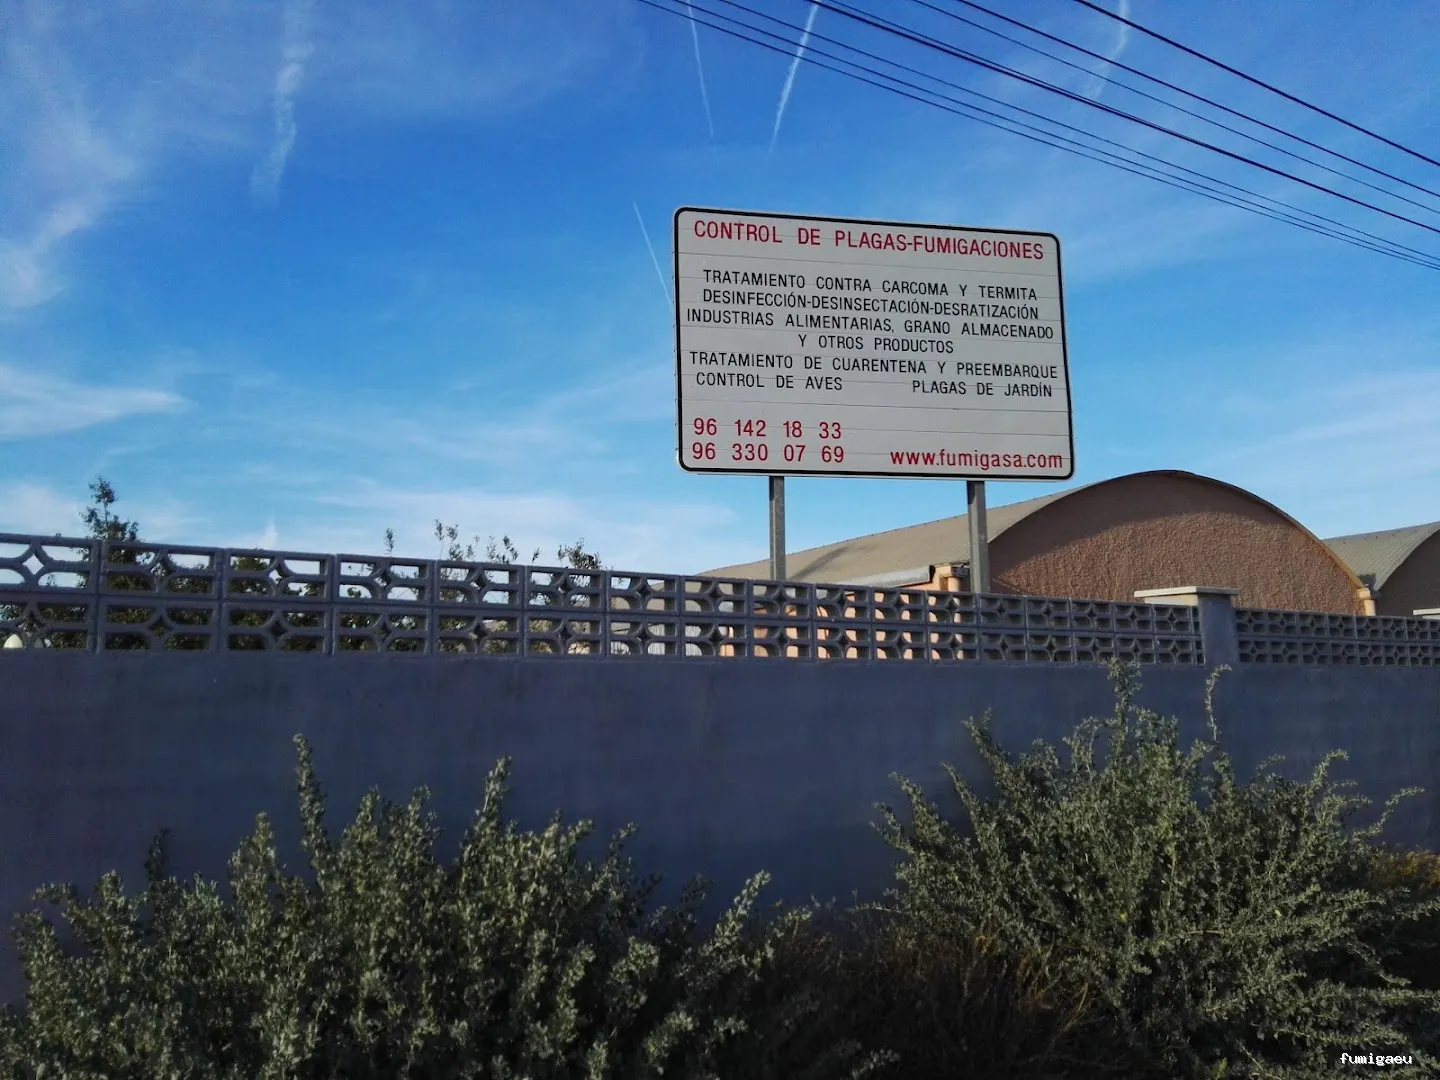 CONTROL DE PLAGAS-FUMIGACIONES
TRATAMIENTO CONTRA CARCOMA Y TERMITA
DESINFECCIÓN-DESINSECTACIÓN-DESRATIZACIÓN
INDUSTRIAS ALIMENTARIAS, GRANO ALMACENADO
Y OTROS PRODUCTOS
TRATAMIENTO DE CUARENTENA Y PREEMBARQUE
CONTROL DE AVES PLAGAS DE JARDÍN
96 142 18 33
96 330 07 69 www.fumigasa.com
fumigaeu